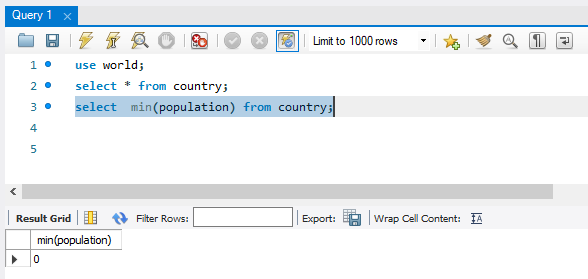 Query 1
Limit to 1000 rows
1 use world;
2 select * from country;
3 select  min(population) from country;
4
5
Result Grid Filter Rows: Export: Wrap Cell Content:
min(population)
0